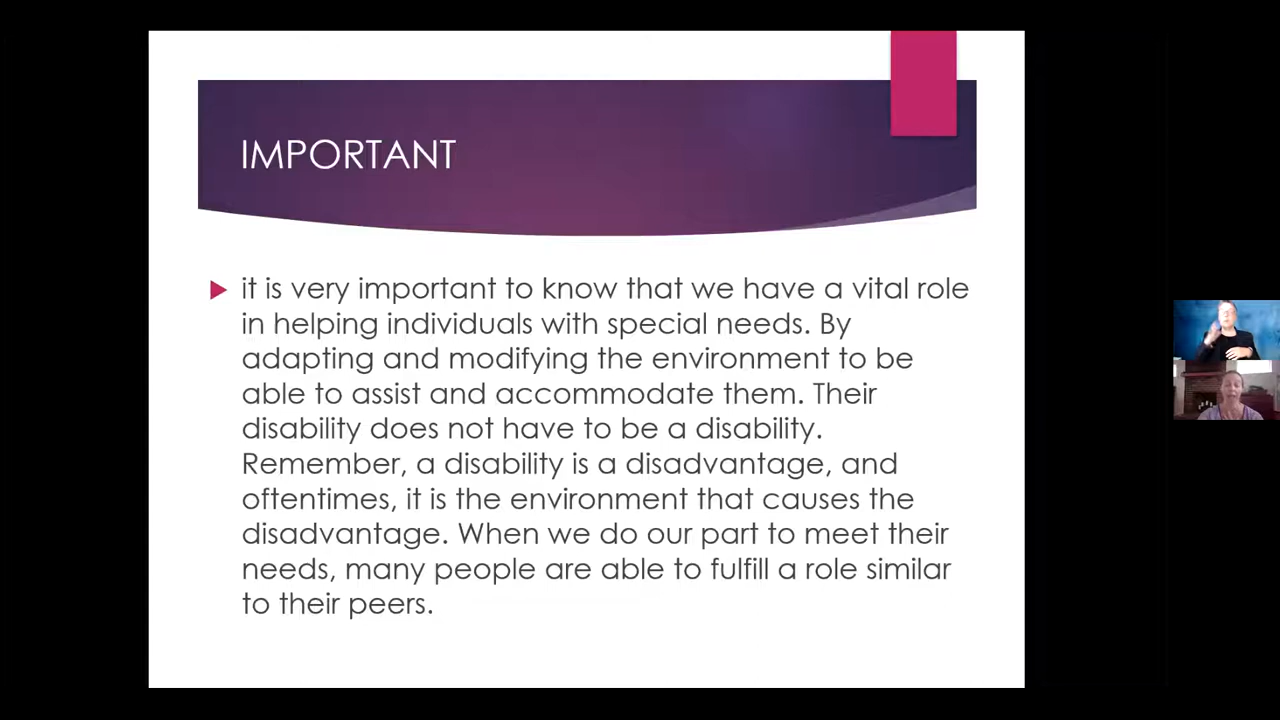 IMPORTANT
it is very important to know that we have a vital role
in helping individuals with special needs. By
adapting and modifying the environment to be
able to assist and accommodate them. Their
disability does not have to be a disability.
Remember, a disability is a disadvantage, and
oftentimes, it is the environment that causes the
disadvantage. When we do our part to meet their
needs, many people are able to fulfill a role similar
to their peers.